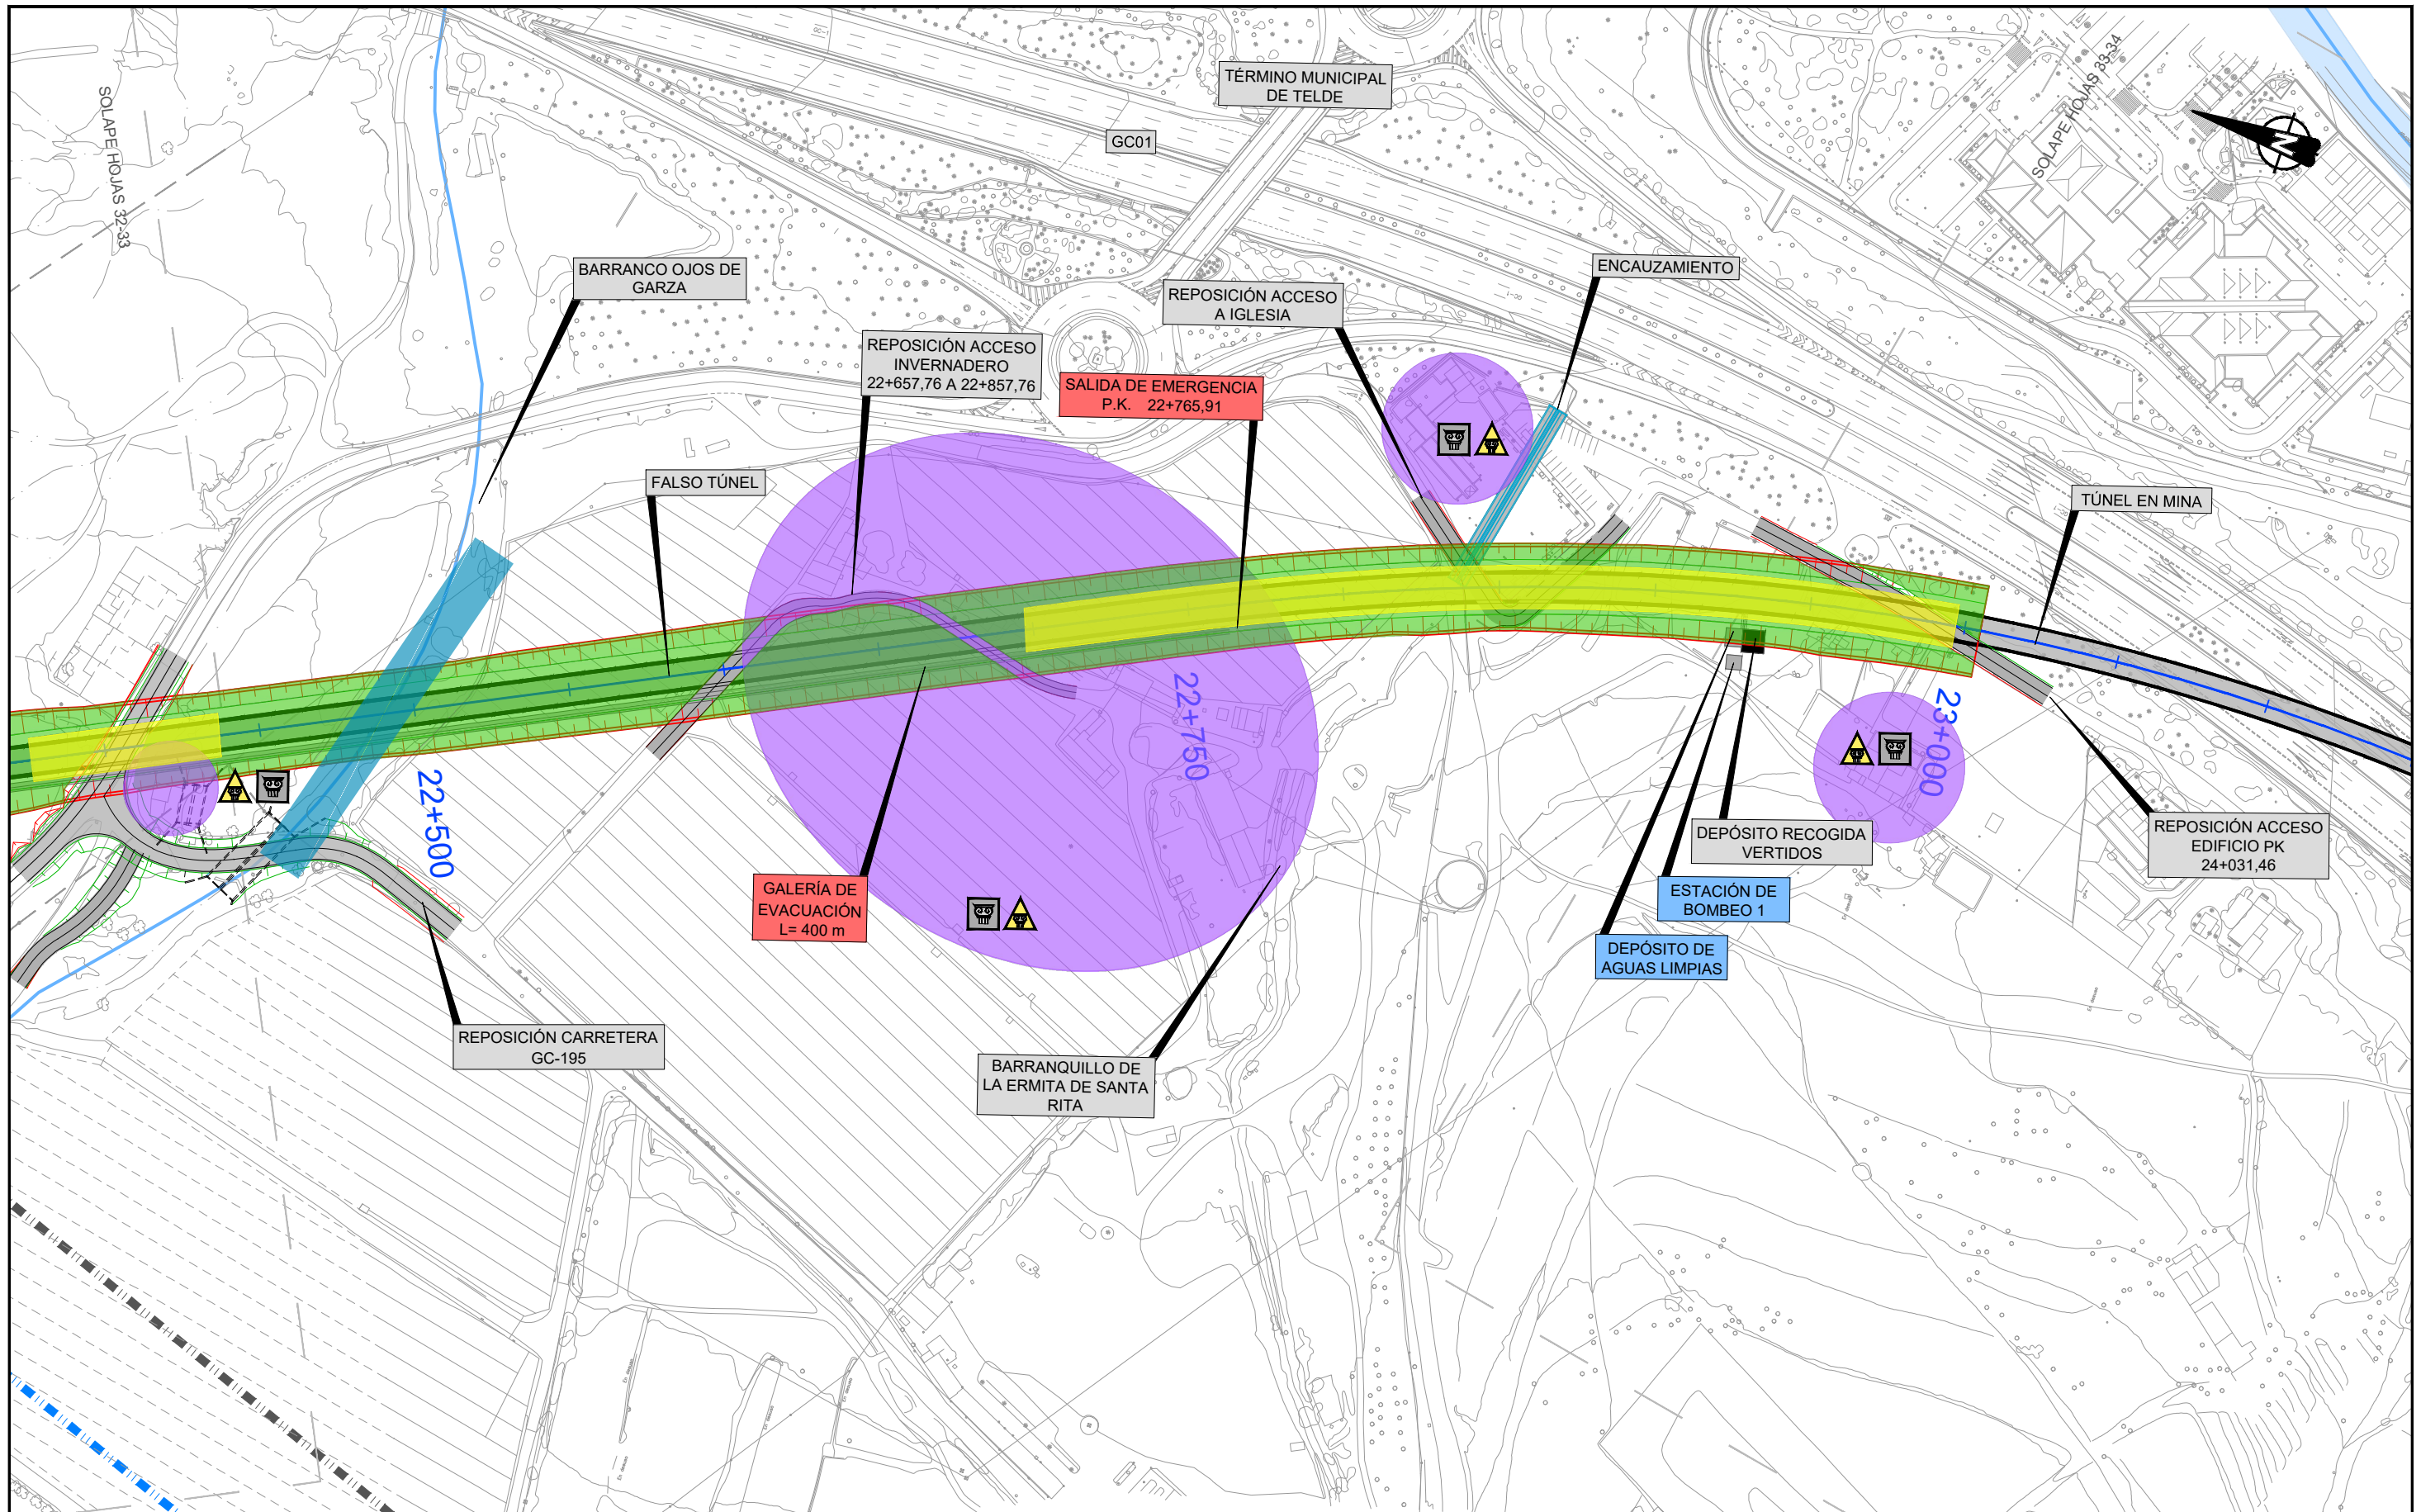 TÉRMINO MUNICIPAL
DE TELDE
GC01
SOLAPE HOJAS 32-33
SOLAPE HOJAS 33-34
N
BARRANCO OJOS DE
GARZA
ENCAUZAMIENTO
REPOSICIÓN ACCESO
A IGLESIA
REPOSICIÓN ACCESO
INVERNADERO
22+657,76 A 22+857,76
SALIDA DE EMERGENCIA
P.K. 22+765,91
FALSO TÚNEL
TÚNEL EN MINA
22+500
22+750
23+000
DEPÓSITO RECOGIDA
VERTIDOS
REPOSICIÓN ACCESO
EDIFICIO PK
24+031,46
GALERÍA DE
EVACUACIÓN
L= 400 m
ESTACIÓN DE
BOMBEO 1
DEPÓSITO DE
AGUAS LIMPIAS
REPOSICIÓN CARRETERA
GC-195
BARRANQUILLO DE
LA ERMITA DE SANTA
RITA